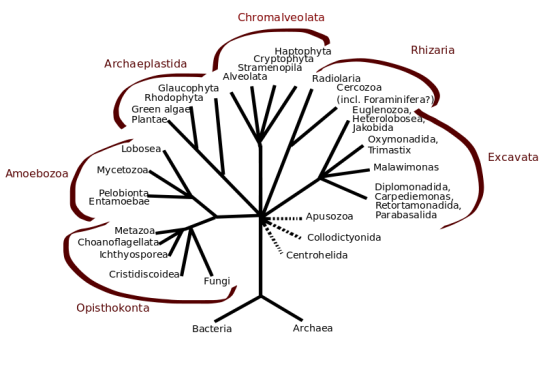 Chromalveolata
Haptophyta
Cryptophyta
Stramenopila
Alveolata
Archaeplastida
Glaucophyta
Rhodophyta
Green algae
Plantae
Rhizaria
Radiolaria
Cercozoa
(incl. Foraminifera?)
Excavata
Euglenozoa,
Heterolobosea,
Jakobida
Oxymonadida,
Trimastix
Malawimonas
Diplomonadida,
Carpediemonas,
Retortamonadida,
Parabasalida
Amoebozoa
Lobosea
Mycetozoa
Pelobionta
Entamoebae
Apusozoa
Collodictyonida
Centrohelida
Metazoa
Choanoflagellata
Ichthyosporea
Cristidiscoidea
Fungi
Opisthokonta
Bacteria
Archaea